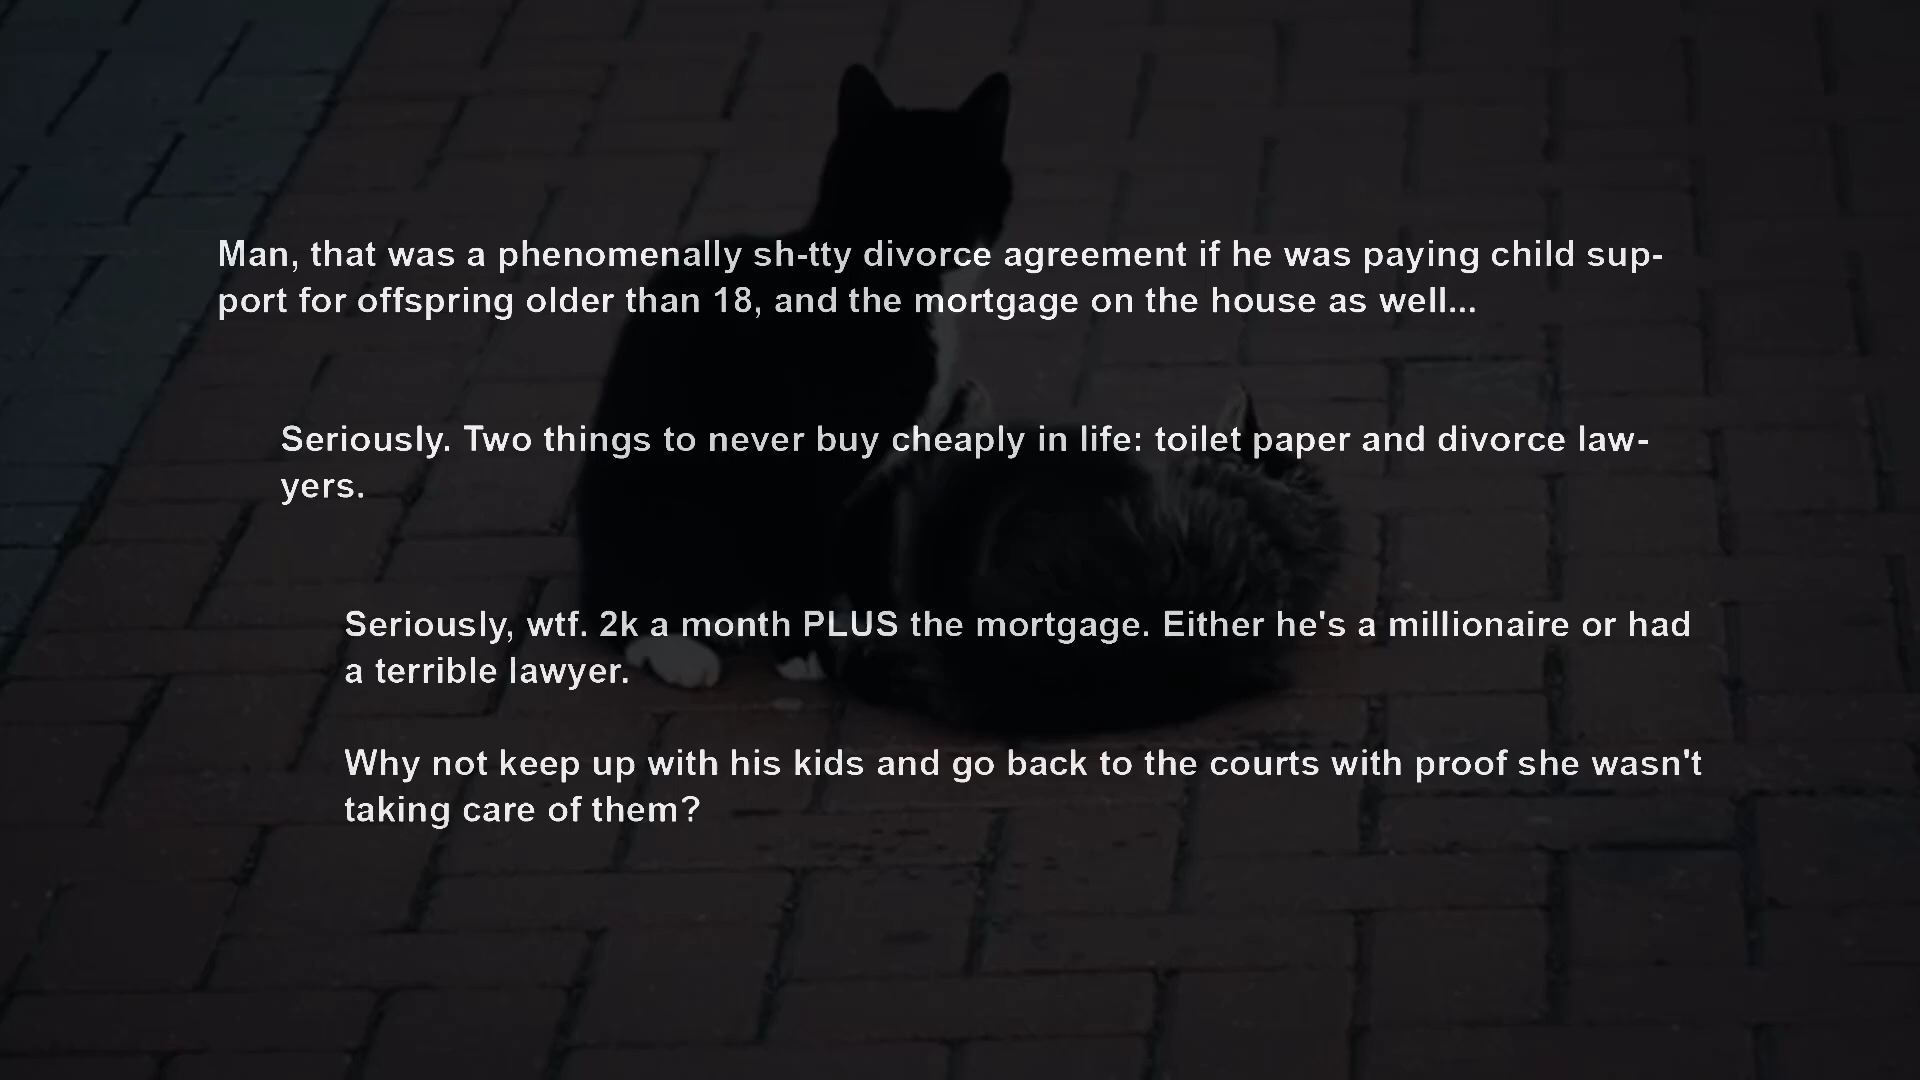 Man, that was a phenomenally sh-tty divorce agreement if he was paying child sup-
port for offspring older than 18, and the mortgage on the house as well...
Seriously. Two things to never buy cheaply in life: toilet paper and divorce law-
yers.
Seriously, wtf. 2k a month PLUS the mortgage. Either he's a millionaire or had
a terrible lawyer.
Why not keep up with his kids and go back to the courts with proof she wasn't
taking care of them?